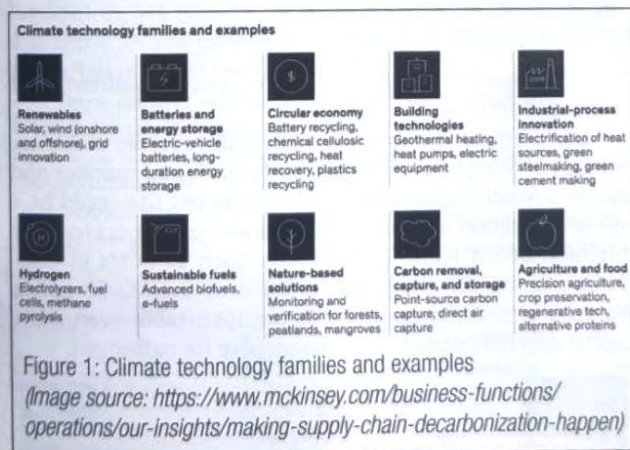 Climate technology families and examples
Renewables
Solar, wind (onshore
and offshore), grid
innovation
Batteries and
energy storage
Electric-vehicle
batteries, long-
duration energy
storage
$
Circular economy
Battery recycling,
chemical cellulosic
recycling, heat
recovery, plastics
recycling
Building
technologies
Geothermal heating,
heat pumps, electric
equipment
Industrial-process
innovation
Electrification of heat
sources, green
steelmaking, green
cement making
H
Hydrogen
Electrolyzers, fuel
cells, methane
pyrolysis
Sustainable fuels
Advanced biofuels,
e-fuels
Nature-based
solutions
Monitoring and
verification for forests,
peatlands, mangroves
Carbon removal,
capture, and storage
Point-source carbon
capture, direct air
capture
Agriculture and food
Precision agriculture,
crop preservation,
regenerative tech,
alternative proteins
Figure 1: Climate technology families and examples
(Image source: https://www.mckinsey.com/business-functions/
operations/our-insights/making-supply-chain-decarbonization-happen)